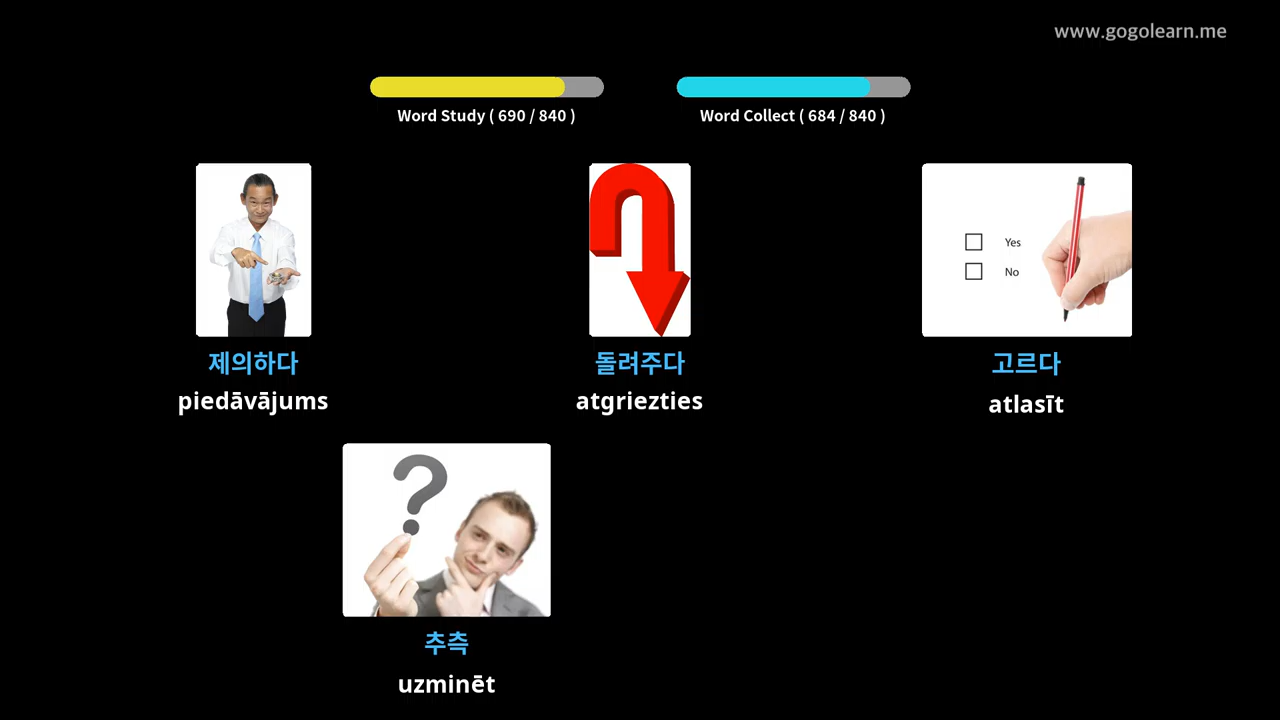 www.gogolearn.me
Word Study ( 690 / 840 )
Word Collect ( 684 / 840 )
Yes
No
제의하다
돌려주다
고르다
piedāvājums
atgriezties
atlasīt
추측
uzminēt